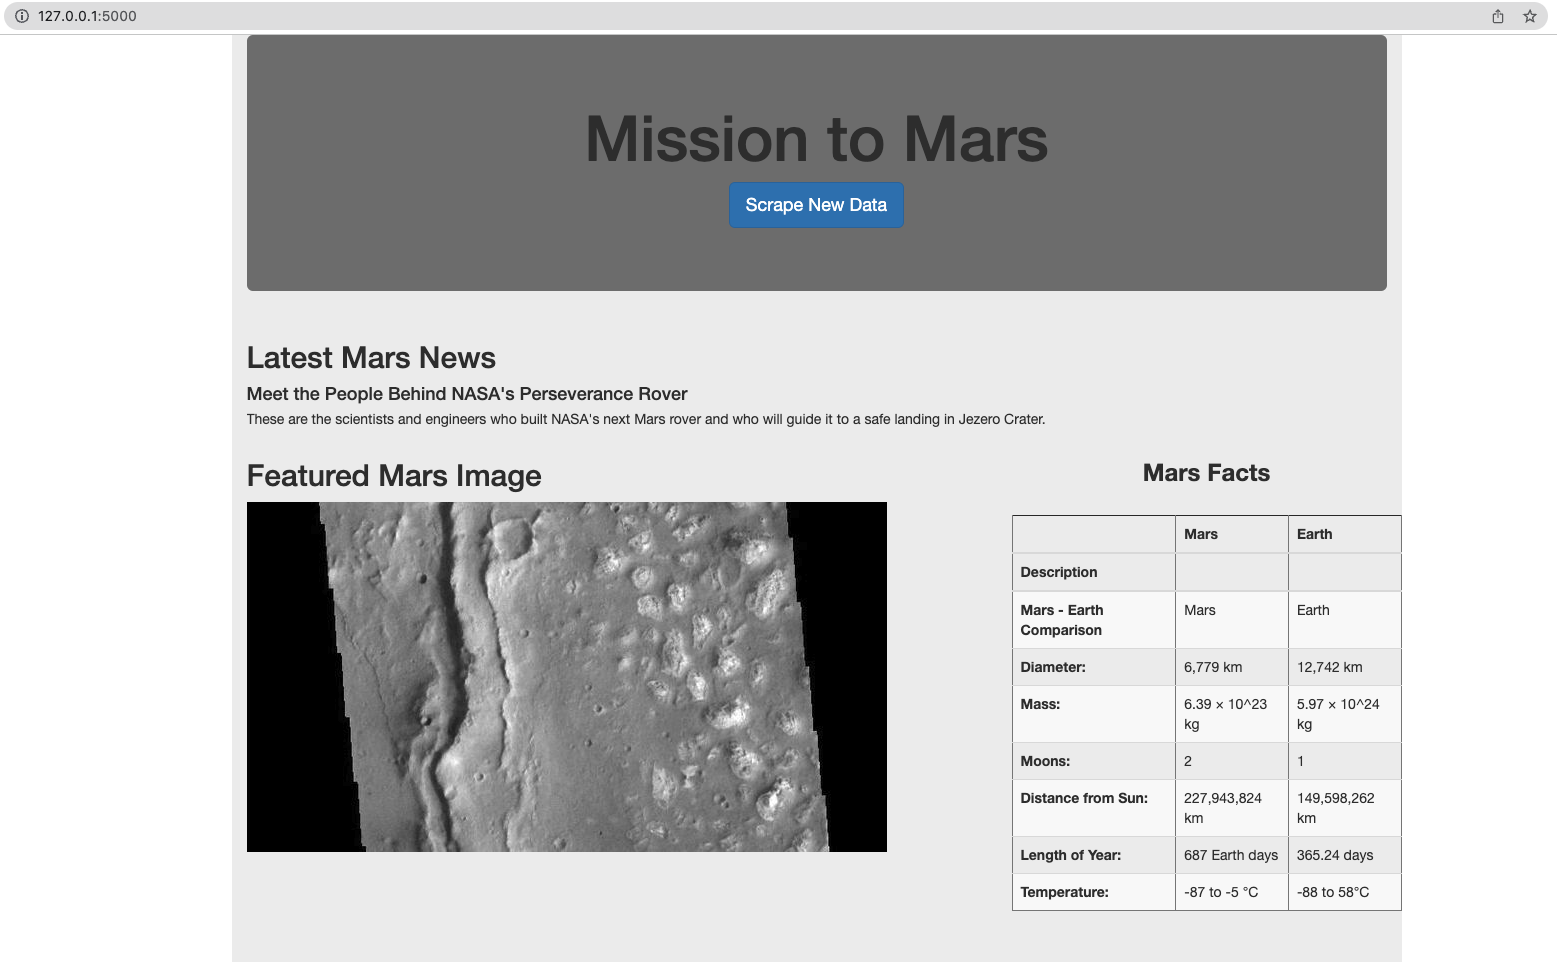 127.0.0.1:5000
Mission to Mars
Scrape New Data
Latest Mars News
Meet the People Behind NASA's Perseverance Rover
These are the scientists and engineers who built NASA's next Mars rover and who will guide it to a safe landing in Jezero Crater.
Featured Mars Image
Mars Facts
Mars Earth
Description
Mars - Earth Mars Earth
Comparison
Diameter: 6,779 km 12,742 km
Mass: 6.39 × 10^23 5.97 × 10^24
kg kg
Moons: 2 1
Distance from Sun: 227,943,824 149,598,262
km km
Length of Year: 687 Earth days 365.24 days
Temperature: -87 to -5 °C -88 to 58°C